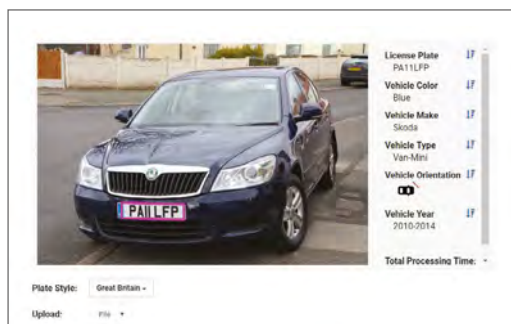 License Plate
PA11LFP
Vehicle Color
Blue
Vehicle Make
Skoda
Vehicle Type
Van-Mini
Vehicle Orientation
Vehicle Year
2010-2014
Total Processing Time:
PA11 LFP
Plate Style: Great Britain
Upload: File